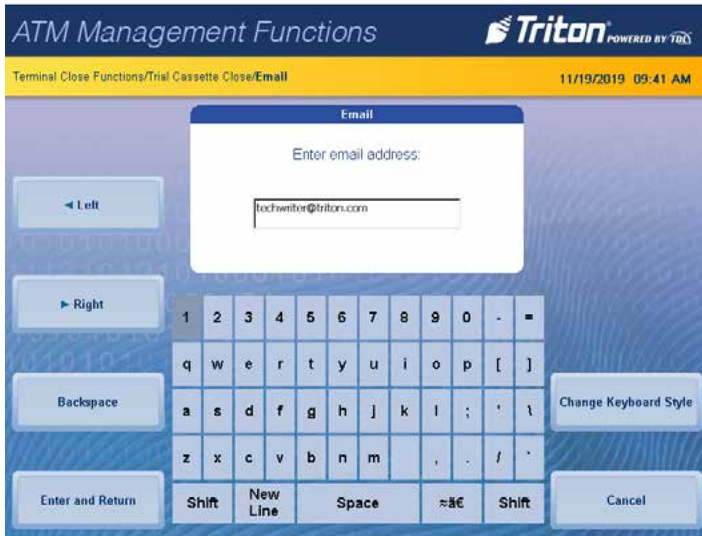 ATM Management Functions
Triton POWERED BY TDL
Terminal Close Functions/Trial Cassette Close/Email
11/19/2019 09:41 AM
Email
Enter email address:
techwriter@triton.com
◄ Left
► Right
Backspace
Enter and Return
1 2 3 4 5 6 7 8 9 0 - =
q w e r t y u i o p [ ]
a s d f g h j k l ; ' \
z x c v b n m , . / `
Shift New Line Space ≈ã€ Shift
Change Keyboard Style
Cancel